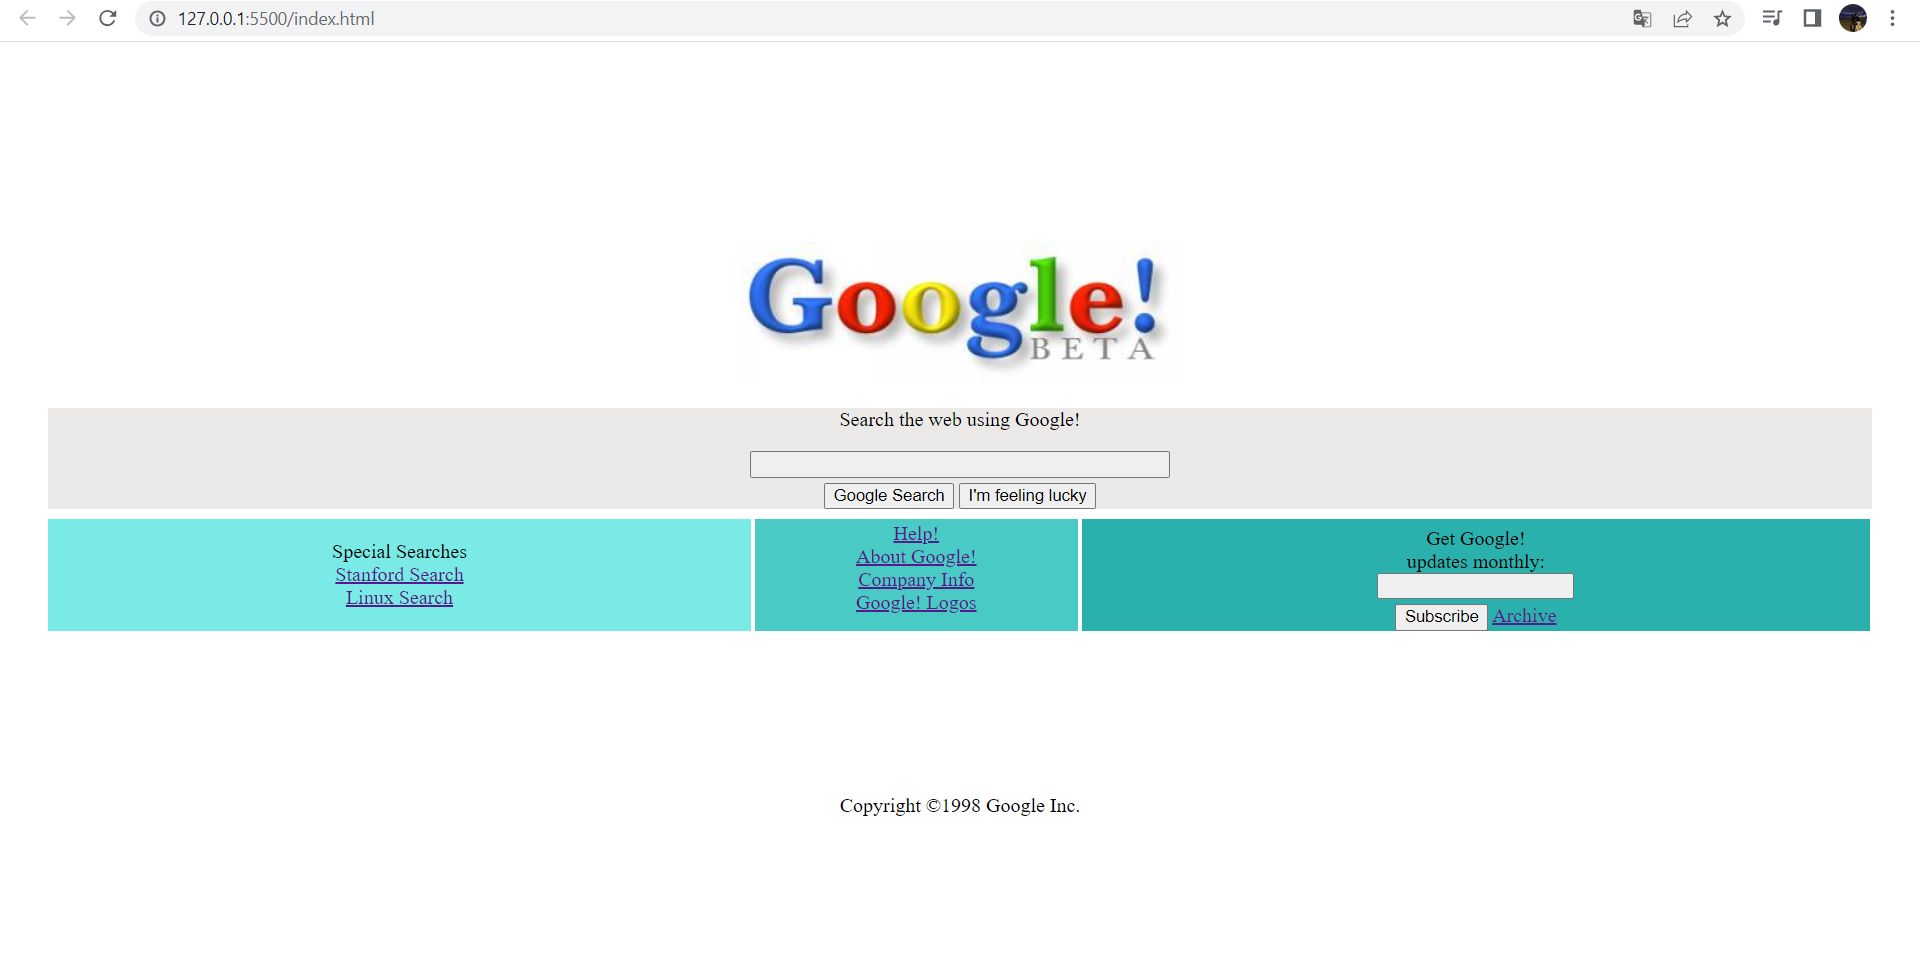 127.0.0.1:5500/index.html
Google!
BETA
Search the web using Google!
Google Search I'm feeling lucky
Special Searches
Stanford Search
Linux Search
Help!
About Google!
Company Info
Google! Logos
Get Google!
updates monthly:
Subscribe Archive
Copyright ©1998 Google Inc.